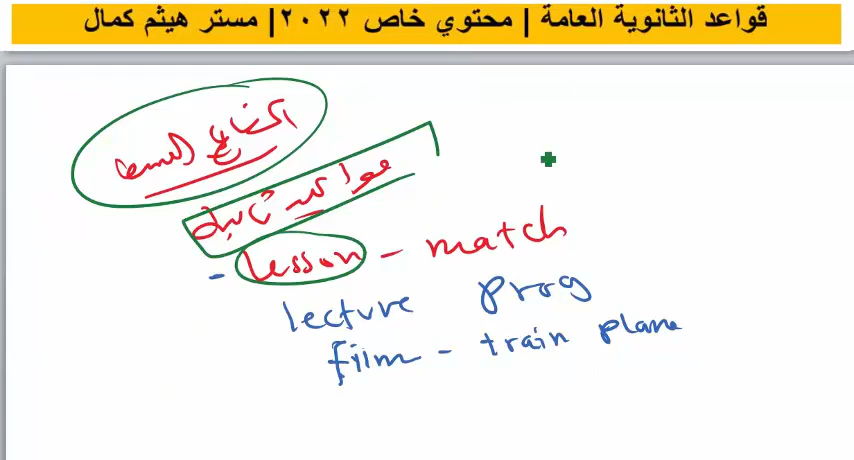 قواعد الثانوية العامة | محتوي خاص ٢٠٢٢| مستر هيثم كمال
المضارع البسيط
مواعيد ثابتة
- lesson - match
lecture prog
film - train plane